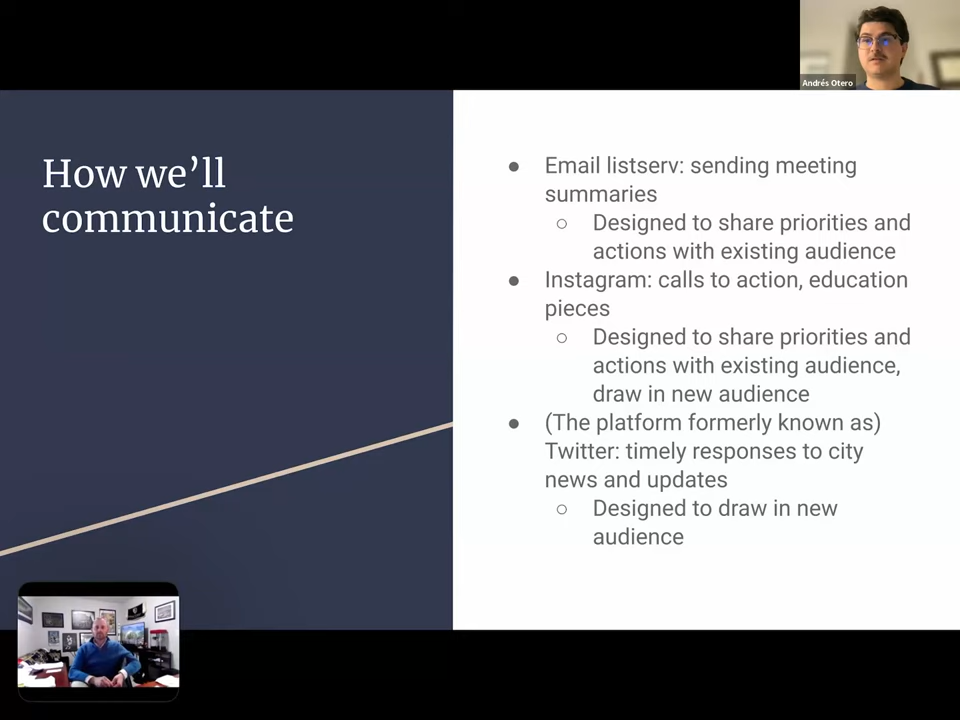 Andrés Otero
How we’ll
communicate
● Email listserv: sending meeting
summaries
○ Designed to share priorities and
actions with existing audience
● Instagram: calls to action, education
pieces
○ Designed to share priorities and
actions with existing audience,
draw in new audience
● (The platform formerly known as)
Twitter: timely responses to city
news and updates
○ Designed to draw in new
audience